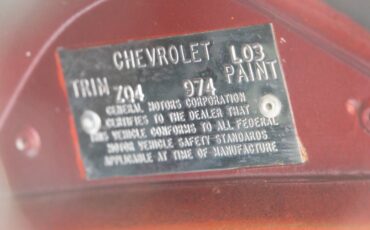 CHEVROLET L03
TRIM Z04 974 PAINT
GENERAL MOTORS CORPORATION
CERTIFIES TO THE DEALER THAT
THIS VEHICLE CONFORMS TO ALL FEDERAL
MOTOR VEHICLE SAFETY STANDARDS
APPLICABLE AT TIME OF MANUFACTURE